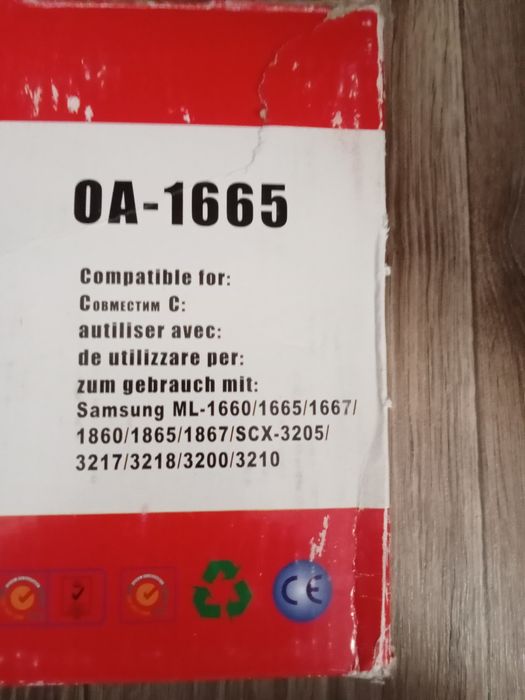 OA-1665
Compatible for:
Совместим С:
autiliser avec:
de utilizzare per:
zum gebrauch mit:
Samsung ML-1660/1665/1667/
1860/1865/1867/SCX-3205/
3217/3218/3200/3210
CE